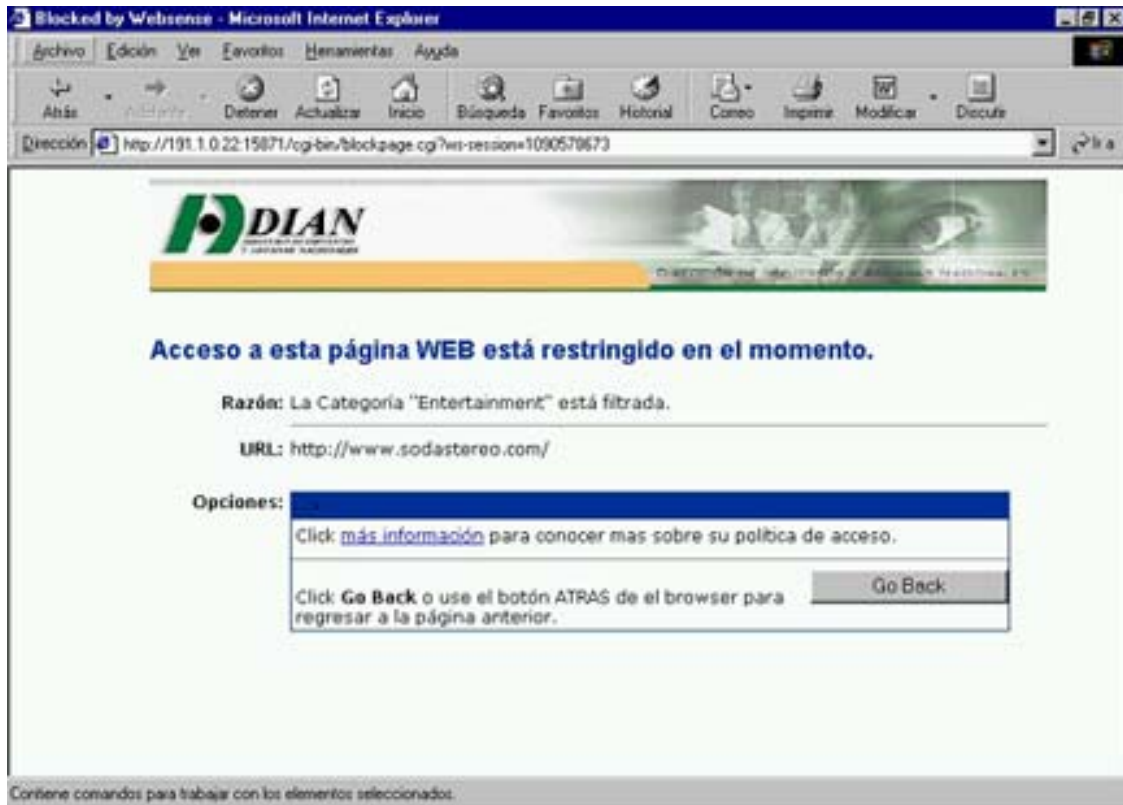 Blocked by Websense - Microsoft Internet Explorer
Archivo Edición Ver Favoritos Herramientas Ayuda
Atrás Adelante Detener Actualizar Inicio Búsqueda Favoritos Historial Correo Imprimir Modificar Discutir
Dirección http://191.1.0.22:15871/cgi-bin/blockpage.cgi?ws-session=1090578673 Ir a
DIAN
Acceso a esta página WEB está restringido en el momento.
Razón: La Categoría "Entertainment" está filtrada.
URL: http://www.sodastereo.com/
Opciones:
Click más información para conocer mas sobre su política de acceso.
Click Go Back o use el botón ATRAS de el browser para
regresar a la página anterior.
Go Back
Contiene comandos para trabajar con los elementos seleccionados.